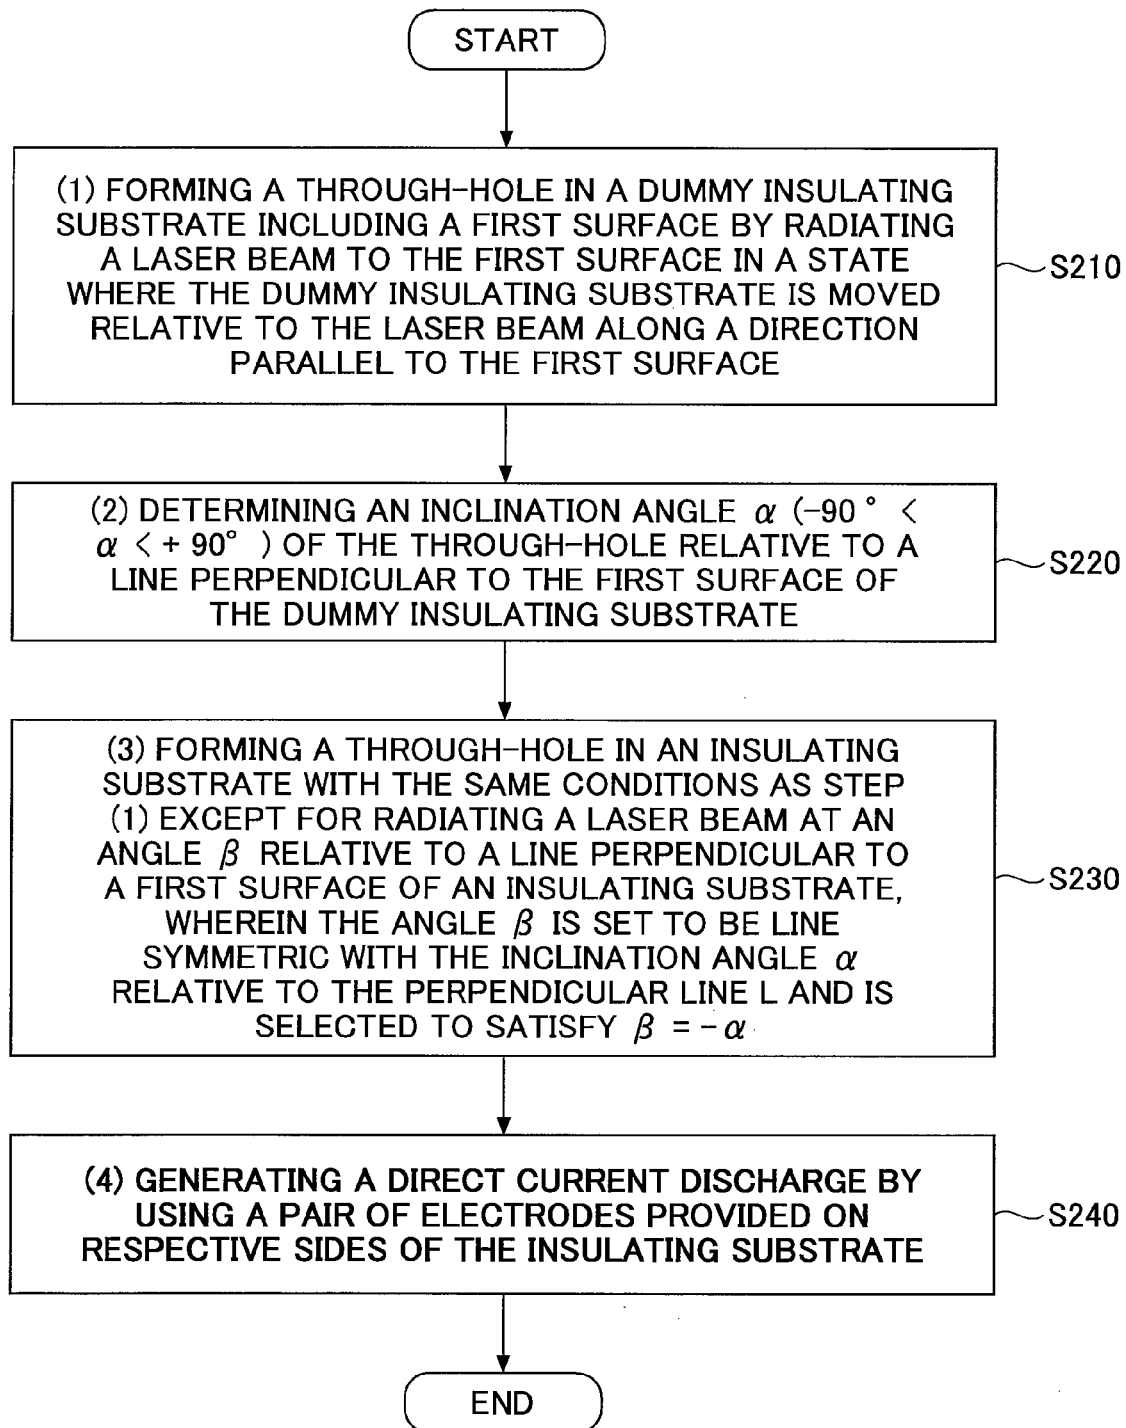 START
(1) FORMING A THROUGH-HOLE IN A DUMMY INSULATING
SUBSTRATE INCLUDING A FIRST SURFACE BY RADIATING
A LASER BEAM TO THE FIRST SURFACE IN A STATE
WHERE THE DUMMY INSULATING SUBSTRATE IS MOVED
RELATIVE TO THE LASER BEAM ALONG A DIRECTION
PARALLEL TO THE FIRST SURFACE
S210
(2) DETERMINING AN INCLINATION ANGLE α (-90° <
α < + 90° ) OF THE THROUGH-HOLE RELATIVE TO A
LINE PERPENDICULAR TO THE FIRST SURFACE OF
THE DUMMY INSULATING SUBSTRATE
S220
(3) FORMING A THROUGH-HOLE IN AN INSULATING
SUBSTRATE WITH THE SAME CONDITIONS AS STEP
(1) EXCEPT FOR RADIATING A LASER BEAM AT AN
ANGLE β RELATIVE TO A LINE PERPENDICULAR TO
A FIRST SURFACE OF AN INSULATING SUBSTRATE,
WHEREIN THE ANGLE β IS SET TO BE LINE
SYMMETRIC WITH THE INCLINATION ANGLE α
RELATIVE TO THE PERPENDICULAR LINE L AND IS
SELECTED TO SATISFY β = - α
S230
(4) GENERATING A DIRECT CURRENT DISCHARGE BY
USING A PAIR OF ELECTRODES PROVIDED ON
RESPECTIVE SIDES OF THE INSULATING SUBSTRATE
S240
END